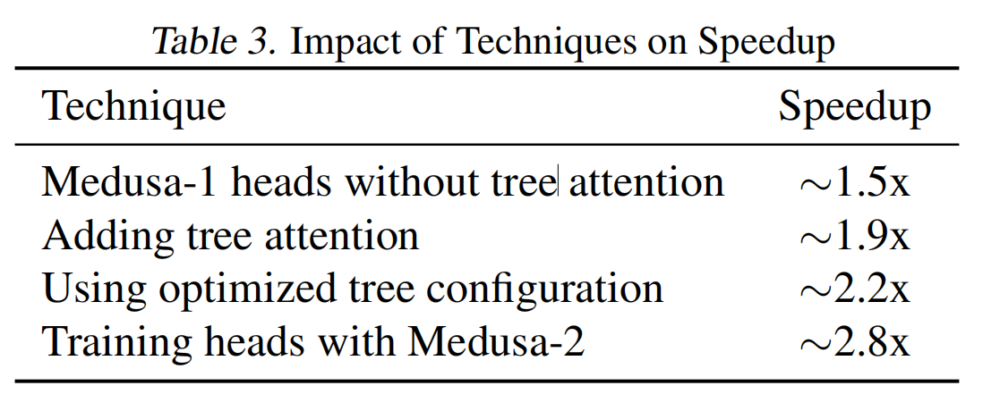 Table 3. Impact of Techniques on Speedup
Technique Speedup
Medusa-1 heads without tree attention ~1.5x
Adding tree attention ~1.9x
Using optimized tree configuration ~2.2x
Training heads with Medusa-2 ~2.8x